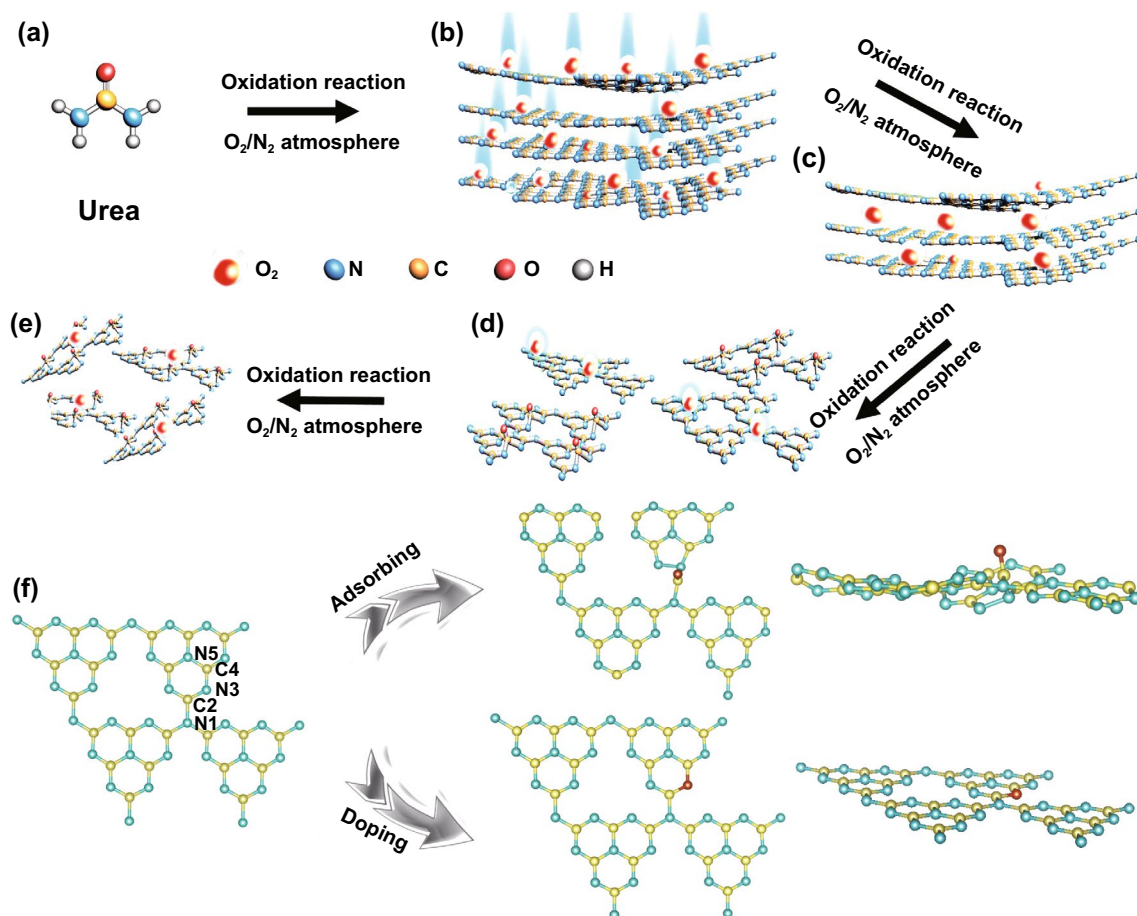 (a)
Urea
Oxidation reaction
O₂/N₂ atmosphere
(b)
Oxidation reaction
O₂/N₂ atmosphere
(c)
O₂
N
C
O
H
(e)
Oxidation reaction
O₂/N₂ atmosphere
(d)
Oxidation reaction
O₂/N₂ atmosphere
(f)
N5
C4
N3
C2
N1
Adsorbing
Doping